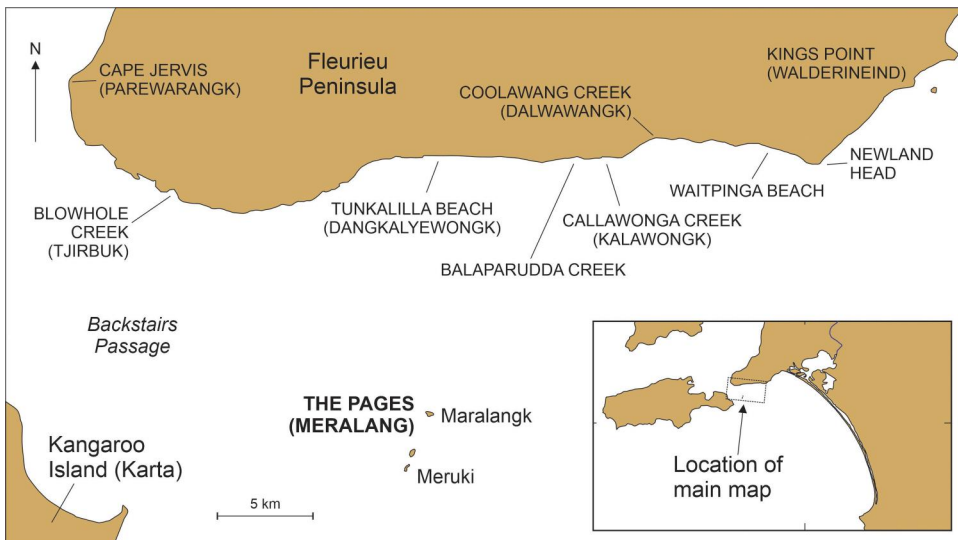 N
CAPE JERVIS
(PAREWARANGK)
Fleurieu
Peninsula
KINGS POINT
(WALDERINEIND)
COOLAWANG CREEK
(DALWAWANGK)
NEWLAND
HEAD
WAITPINGA BEACH
BLOWHOLE
CREEK
(TJIRBUK)
TUNKALILLA BEACH
(DANGKALYEWONGK)
CALLAWONGA CREEK
(KALAWONGK)
BALAPARUDDA CREEK
Backstairs
Passage
THE PAGES
(MERALANG)
Maralangk
Meruki
Kangaroo
Island (Karta)
5 km
Location of
main map